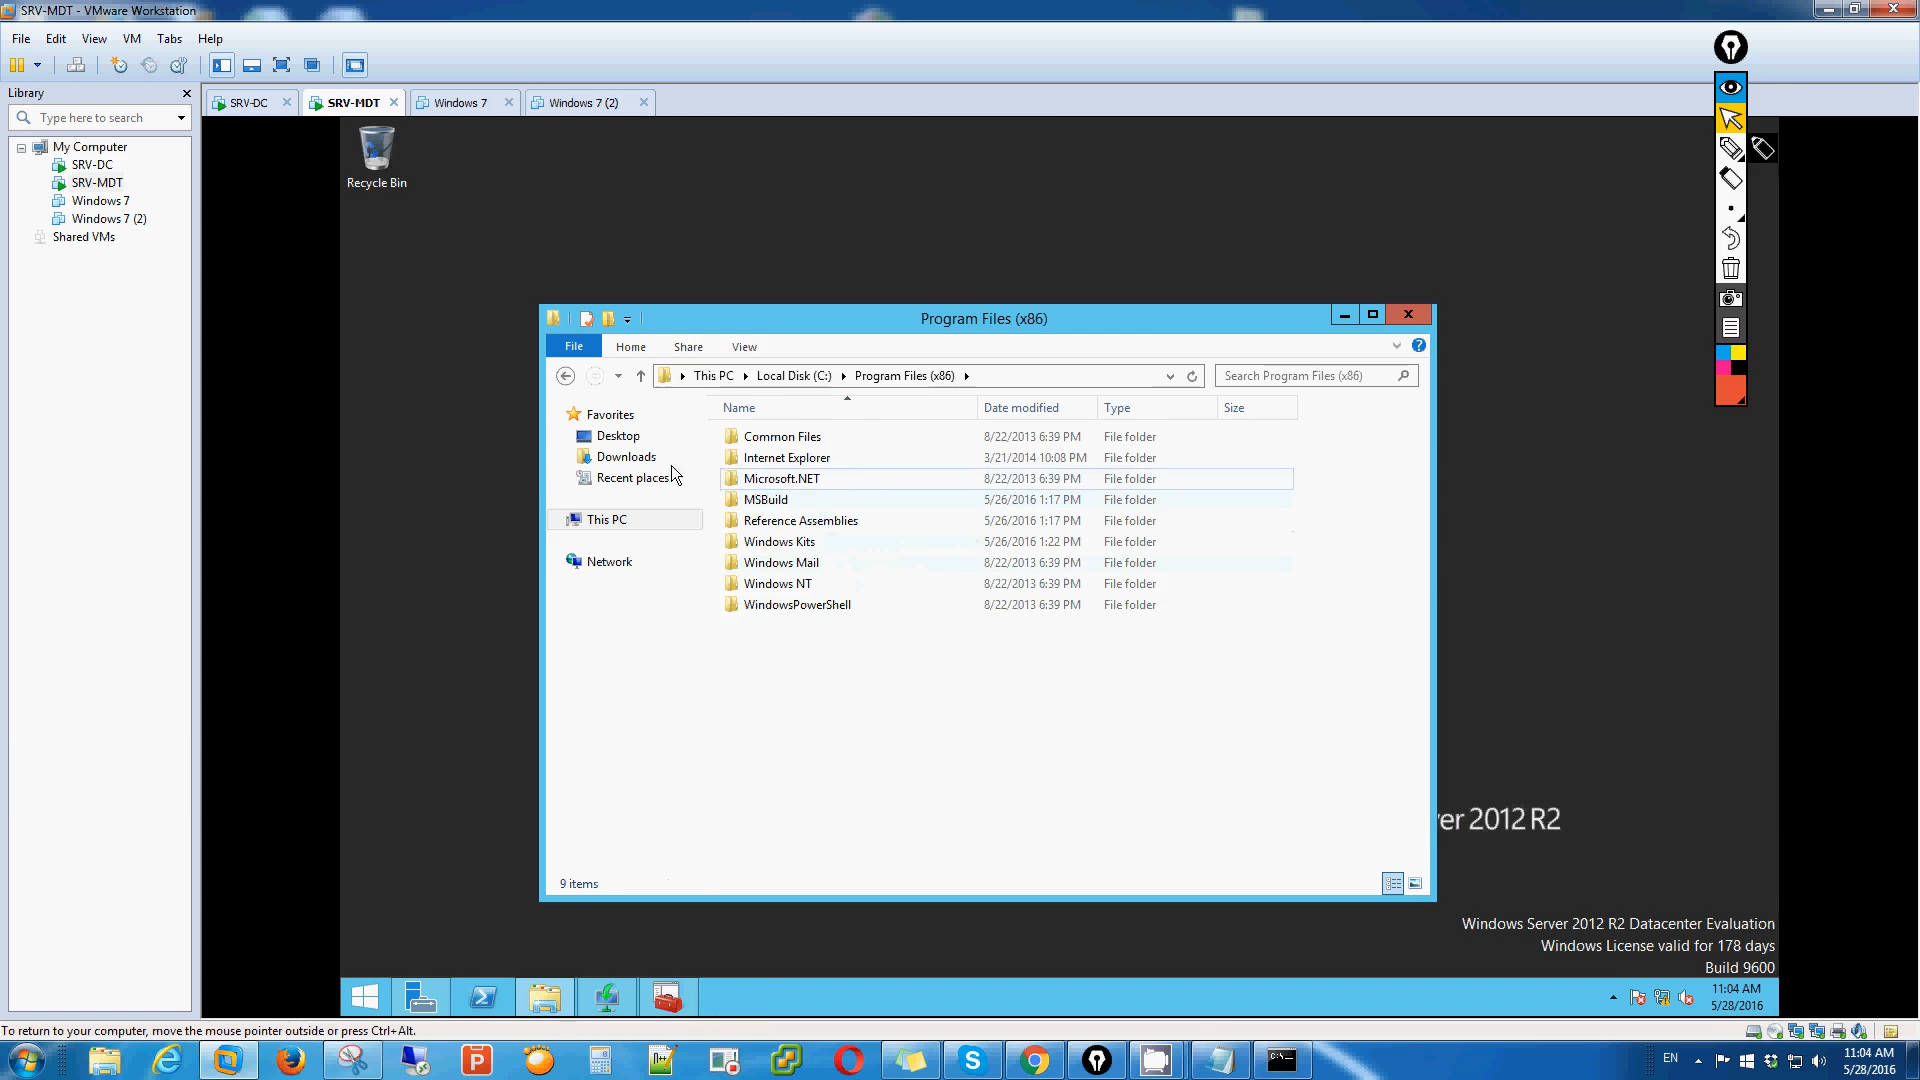 SRV-MDT - VMware Workstation
File Edit View VM Tabs Help
Library
Type here to search
My Computer
SRV-DC
SRV-MDT
Windows 7
Windows 7 (2)
Shared VMs
SRV-DC SRV-MDT Windows 7 Windows 7 (2)
Recycle Bin
Program Files (x86)
File Home Share View
This PC Local Disk (C:) Program Files (x86)
Search Program Files (x86)
Favorites
Desktop
Downloads
Recent places
This PC
Network
Name Date modified Type Size
Common Files 8/22/2013 6:39 PM File folder
Internet Explorer 3/21/2014 10:08 PM File folder
Microsoft.NET 8/22/2013 6:39 PM File folder
MSBuild 5/26/2016 1:17 PM File folder
Reference Assemblies 5/26/2016 1:17 PM File folder
Windows Kits 5/26/2016 1:22 PM File folder
Windows Mail 8/22/2013 6:39 PM File folder
Windows NT 8/22/2013 6:39 PM File folder
WindowsPowerShell 8/22/2013 6:39 PM File folder
9 items
er 2012 R2
Windows Server 2012 R2 Datacenter Evaluation
Windows License valid for 178 days
Build 9600
11:04 AM
5/28/2016
To return to your computer, move the mouse pointer outside or press Ctrl+Alt.
EN
11:04 AM
5/28/2016